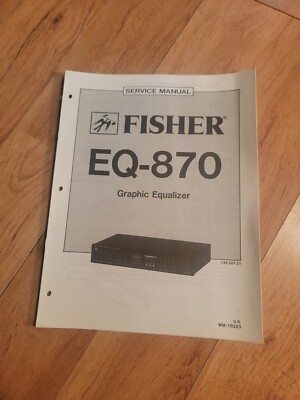 SERVICE MANUAL
FISHER®
EQ-870
Graphic Equalizer
U.S.